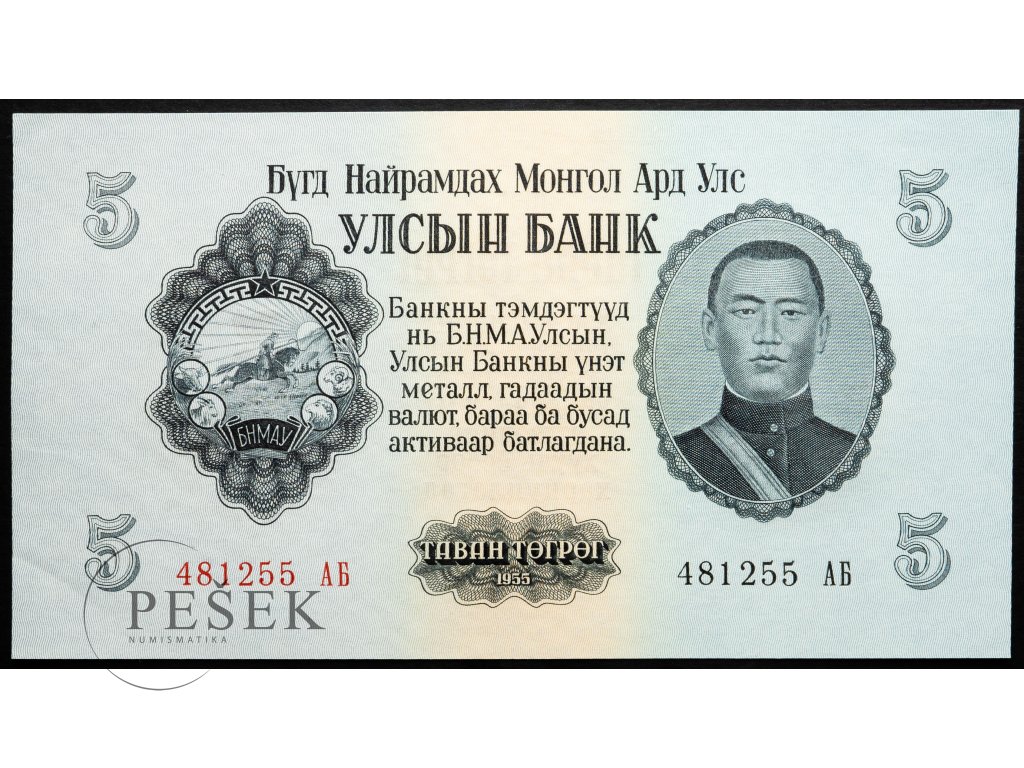 5 5
Бүгд Найрамдах Монгол Ард Улс
УЛСЫН БАНК
Банкны тэмдэгтүүд
нь Б.Н.М.А.Улсын,
Улсын Банкны үнэт
металл, гадаадын
валют, бараа ба бусад
активаар батлагдана.
БНМАУ
5 5
ТАВАН ТӨГРӨГ
1955
481255 АБ 481255 АБ
PEŠEK
NUMISMATIKA